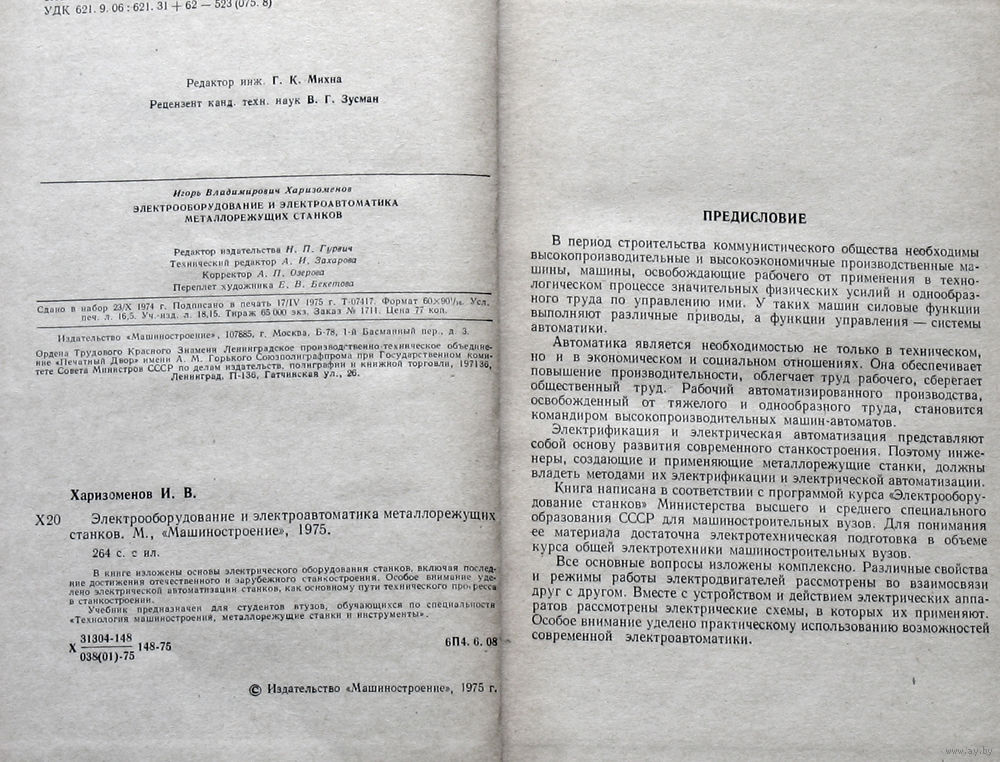 УДК 621. 9. 06 : 621. 31 + 62 — 523 (075. 8)
Редактор инж. Г. К. Михна
Рецензент канд. техн. наук В. Г. Зусман
Игорь Владимирович Харизоменов
ЭЛЕКТРООБОРУДОВАНИЕ И ЭЛЕКТРОАВТОМАТИКА
МЕТАЛЛОРЕЖУЩИХ СТАНКОВ
Редактор издательства Н. П. Гурвич
Технический редактор А. И. Захарова
Корректор А. П. Озерова
Переплет художника Е. В. Бекетова
Сдано в набор 23/X 1974 г. Подписано в печать 17/IV 1975 г. Т-07417. Формат 60×90¹/₁₆. Усл.
печ. л. 16,5. Уч.-изд. л. 18,15. Тираж 65 000 экз. Заказ № 1711. Цена 77 коп.
Издательство «Машиностроение», 107885, г. Москва, Б-78, 1-й Басманный пер., д. 3.
Ордена Трудового Красного Знамени Ленинградское производственно-техническое объедине-
ние «Печатный Двор» имени А. М. Горького Союзполиграфпрома при Государственном коми-
тете Совета Министров СССР по делам издательств, полиграфии и книжной торговли, 197136,
Ленинград, П-136, Гатчинская ул., 26.
Харизоменов И. В.
Х20 Электрооборудование и электроавтоматика металлорежущих
станков. М., «Машиностроение», 1975.
264 с. с ил.
В книге изложены основы электрического оборудования станков, включая послед-
ние достижения отечественного и зарубежного станкостроения. Особое внимание уде-
лено электрической автоматизации станков, как основному пути технического прогресса
в станкостроении.
Учебник предназначен для студентов втузов, обучающихся по специальности
«Технология машиностроения, металлорежущие станки и инструменты».
Х 31304-148 / 038(01)-75 148-75 6П4. 6. 08
© Издательство «Машиностроение», 1975 г.
ПРЕДИСЛОВИЕ
В период строительства коммунистического общества необходимы
высокопроизводительные и высокоэкономичные производственные ма-
шины, машины, освобождающие рабочего от применения в техно-
логическом процессе значительных физических усилий и однообраз-
ного труда по управлению ими. У таких машин силовые функции
выполняют различные приводы, а функции управления — системы
автоматики.
Автоматика является необходимостью не только в техническом,
но и в экономическом и социальном отношениях. Она обеспечивает
повышение производительности, облегчает труд рабочего, сберегает
общественный труд. Рабочий автоматизированного производства,
освобожденный от тяжелого и однообразного труда, становится
командиром высокопроизводительных машин-автоматов.
Электрификация и электрическая автоматизация представляют
собой основу развития современного станкостроения. Поэтому инже-
неры, создающие и применяющие металлорежущие станки, должны
владеть методами их электрификации и электрической автоматизации.
Книга написана в соответствии с программой курса «Электрообору-
дование станков» Министерства высшего и среднего специального
образования СССР для машиностроительных вузов. Для понимания
ее материала достаточна электротехническая подготовка в объеме
курса общей электротехники машиностроительных вузов.
Все основные вопросы изложены комплексно. Различные свойства
и режимы работы электродвигателей рассмотрены во взаимосвязи
друг с другом. Вместе с устройством и действием электрических аппа-
ратов рассмотрены электрические схемы, в которых их применяют.
Особое внимание уделено практическому использованию возможностей
современной электроавтоматики.
www.ay.by